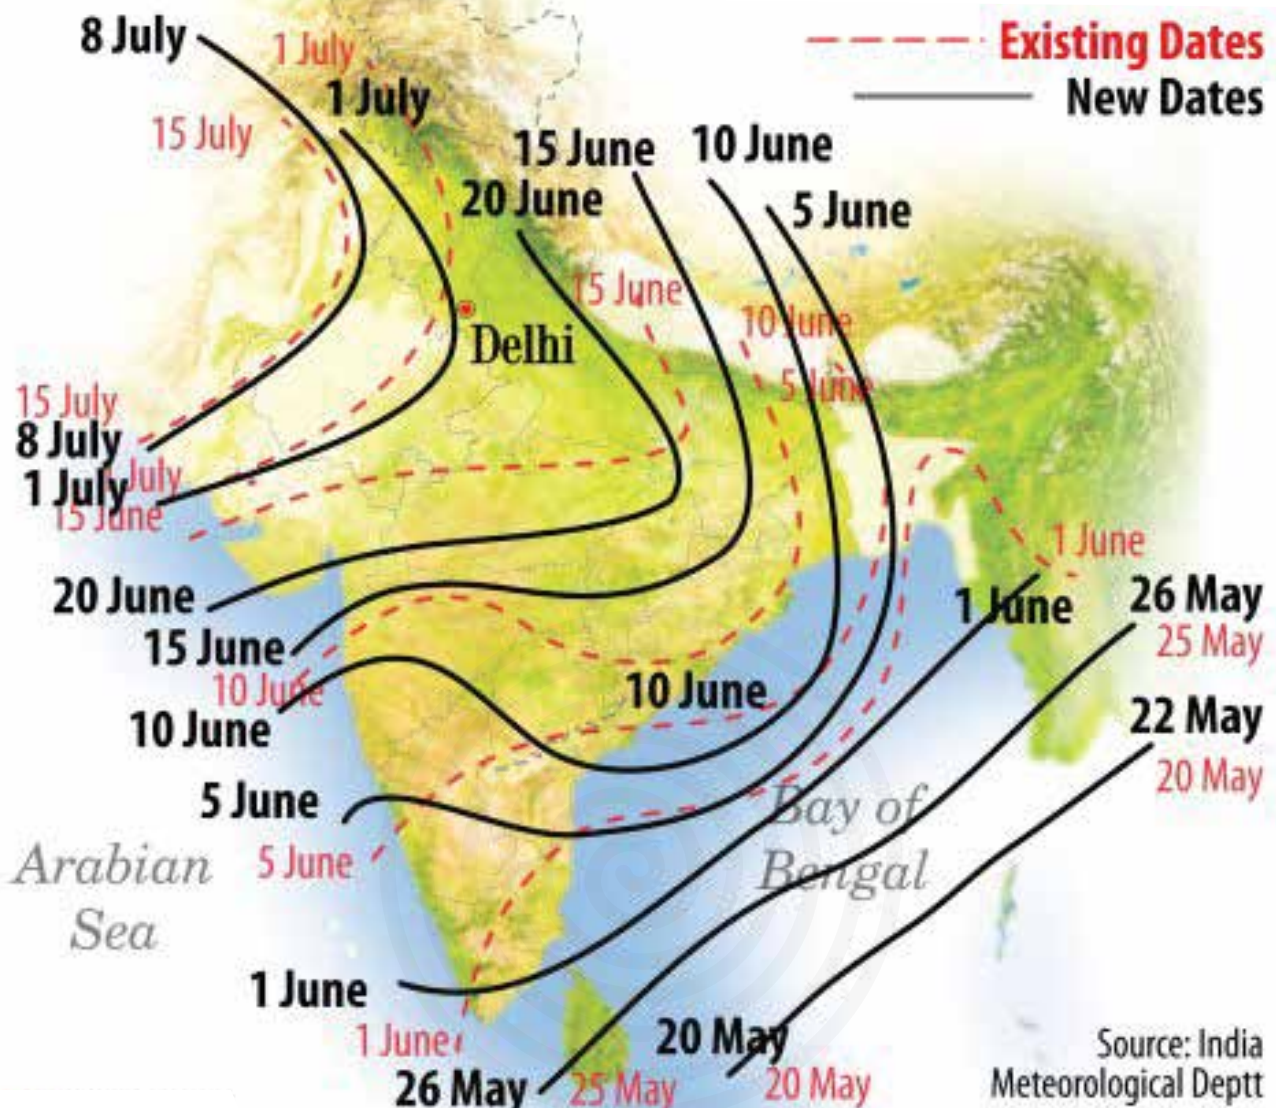 8 July
1 July
Existing Dates
1 July
New Dates
15 July
15 June
10 June
20 June
5 June
15 June
10 June
Delhi
5 June
15 July
8 July
1 July
1 July
15 June
1 June
20 June
1 June
26 May
15 June
25 May
10 June
10 June
10 June
22 May
5 June
20 May
Bay of
Bengal
5 June
Arabian
Sea
1 June
1 June
20 May
26 May
25 May
20 May
Source: India
Meteorological Deptt